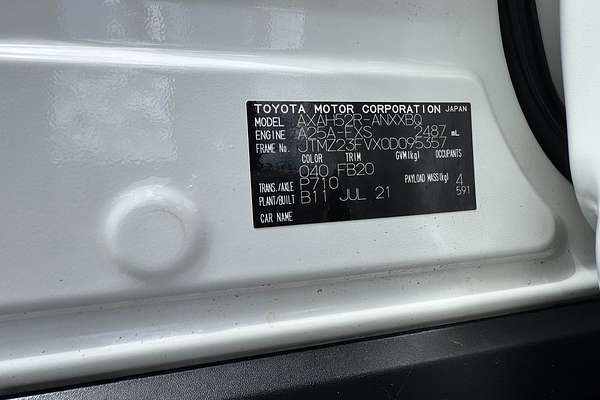 TOYOTA MOTOR CORPORATION JAPAN
MODEL AXAH52R-ANXXBQ
ENGINE A25A-FXS 2487 mL
FRAME No. JTMZ23FVX0D095357
COLOR TRIM GVM(kg) OCCUPANTS
040 FB20
TRANS./AXLE P710 PAYLOAD MASS(kg) 4
PLANT/BUILT B11 JUL 21 591
CAR NAME